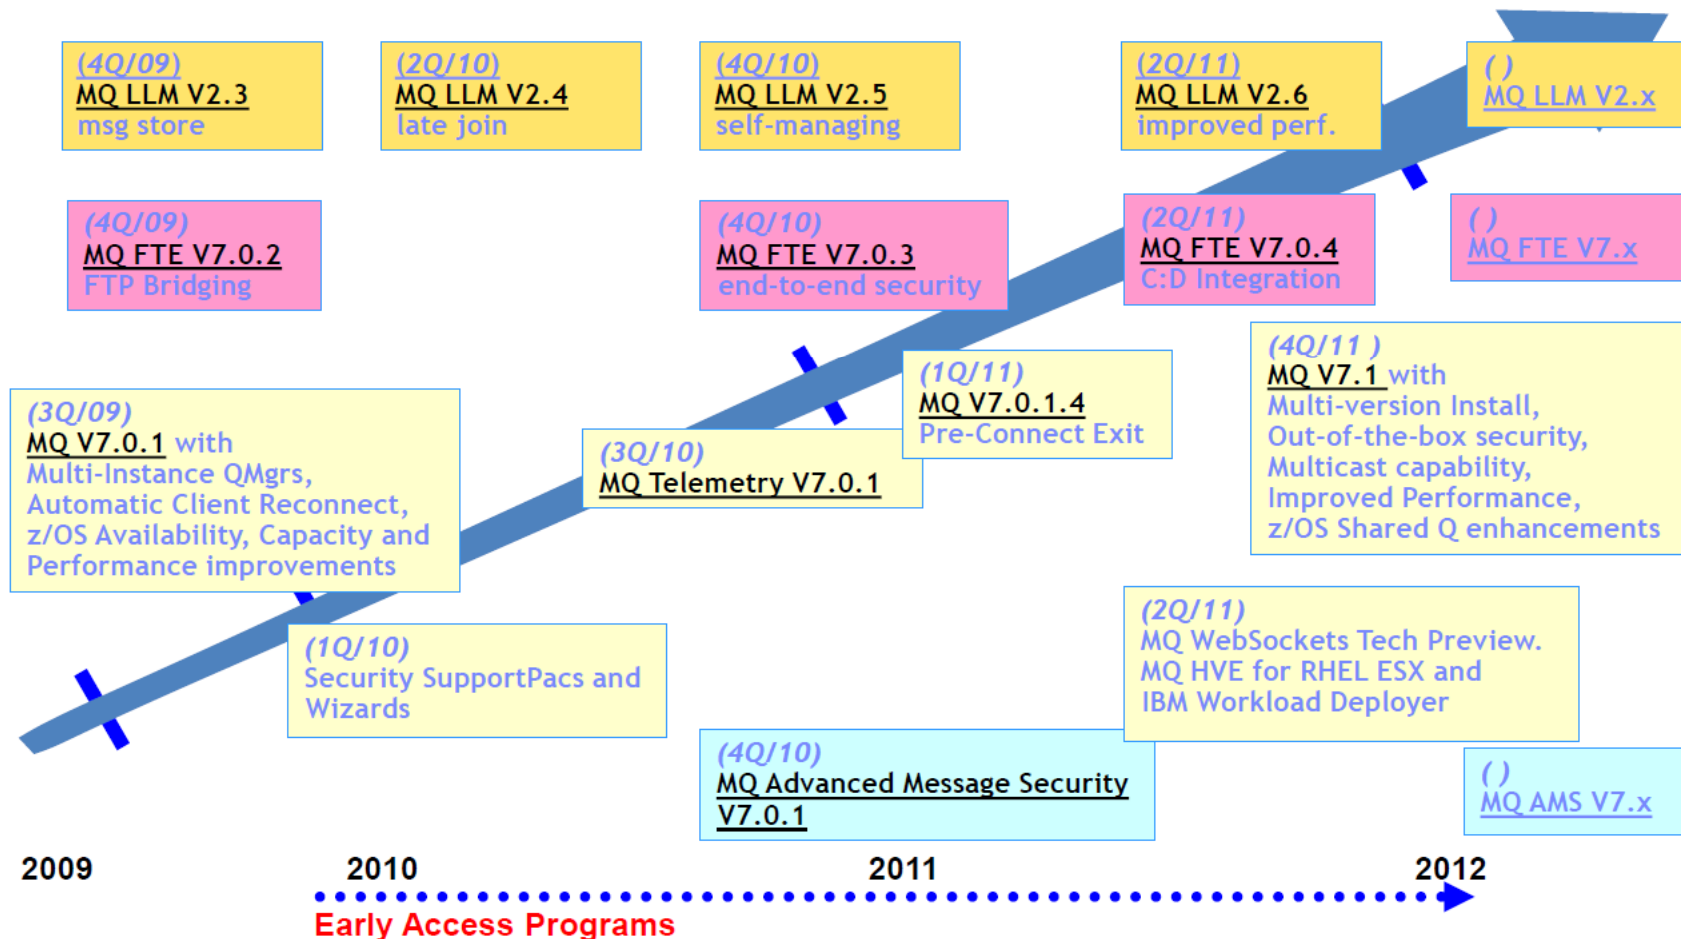 (4Q/09)
MQ LLM V2.3
msg store
(2Q/10)
MQ LLM V2.4
late join
(4Q/10)
MQ LLM V2.5
self-managing
(2Q/11)
MQ LLM V2.6
improved perf.
( )
MQ LLM V2.x
(4Q/09)
MQ FTE V7.0.2
FTP Bridging
(4Q/10)
MQ FTE V7.0.3
end-to-end security
(2Q/11)
MQ FTE V7.0.4
C:D Integration
( )
MQ FTE V7.x
(3Q/09)
MQ V7.0.1 with
Multi-Instance QMgrs,
Automatic Client Reconnect,
z/OS Availability, Capacity and
Performance improvements
(3Q/10)
MQ Telemetry V7.0.1
(1Q/11)
MQ V7.0.1.4
Pre-Connect Exit
(4Q/11 )
MQ V7.1 with
Multi-version Install,
Out-of-the-box security,
Multicast capability,
Improved Performance,
z/OS Shared Q enhancements
(1Q/10)
Security SupportPacs and
Wizards
(2Q/11)
MQ WebSockets Tech Preview.
MQ HVE for RHEL ESX and
IBM Workload Deployer
(4Q/10)
MQ Advanced Message Security
V7.0.1
( )
MQ AMS V7.x
2009
2010
2011
2012
Early Access Programs